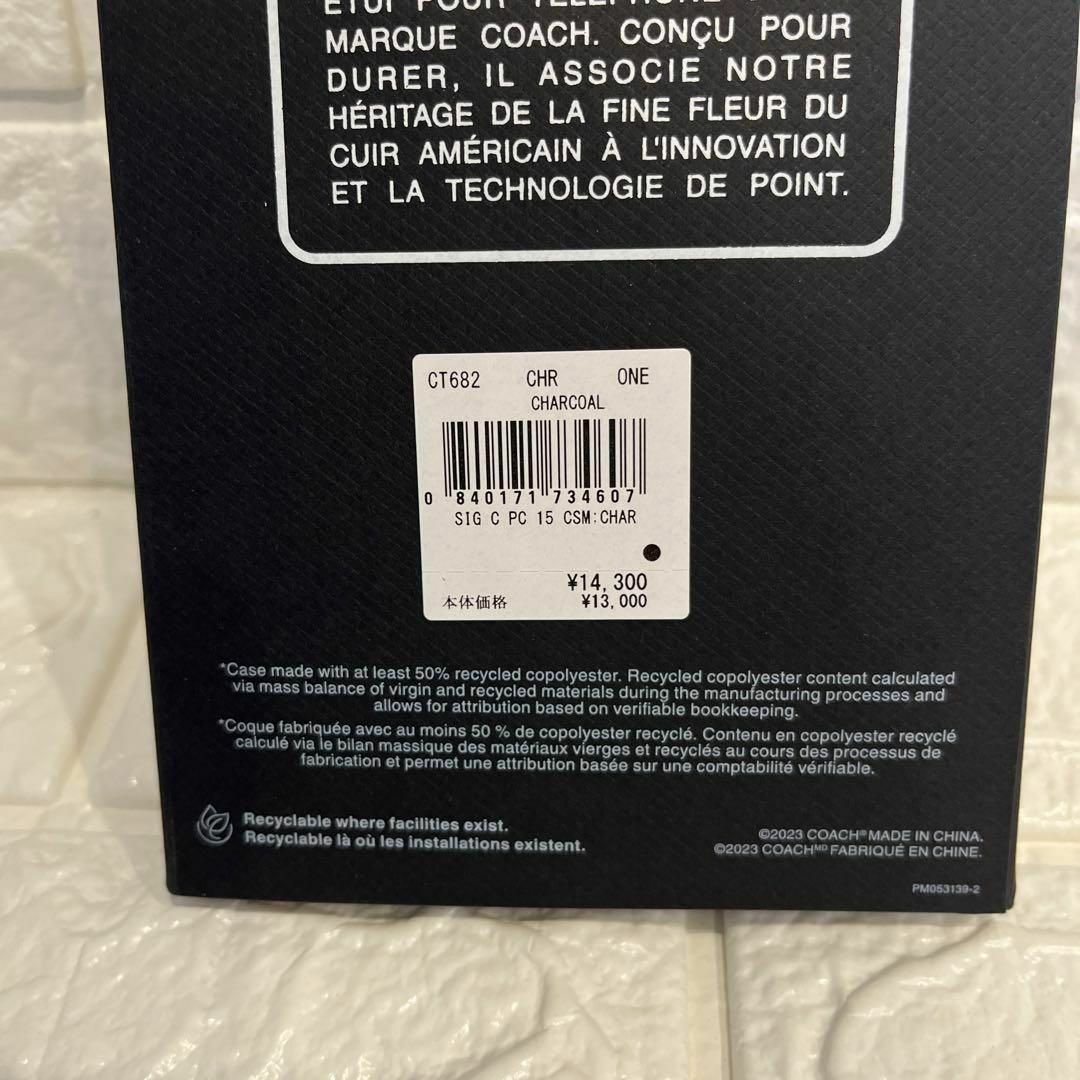 ÉTUI POUR TÉLÉPHONE
MARQUE COACH. CONÇU POUR
DURER, IL ASSOCIE NOTRE
HÉRITAGE DE LA FINE FLEUR DU
CUIR AMÉRICAIN À L'INNOVATION
ET LA TECHNOLOGIE DE POINT.
CT682 CHR ONE
CHARCOAL
0 840171 734607
SIG C PC 15 CSM:CHAR
¥14,300
本体価格 ¥13,000
*Case made with at least 50% recycled copolyester. Recycled copolyester content calculated
via mass balance of virgin and recycled materials during the manufacturing processes and
allows for attribution based on verifiable bookkeeping.
*Coque fabriquée avec au moins 50 % de copolyester recyclé. Contenu en copolyester recyclé
calculé via le bilan massique des matériaux vierges et recyclés au cours des processus de
fabrication et permet une attribution basée sur une comptabilité vérifiable.
Recyclable where facilities exist.
Recyclable là où les installations existent.
©2023 COACH® MADE IN CHINA.
©2023 COACHᴹᴰ FABRIQUÉ EN CHINE.
PM053139-2